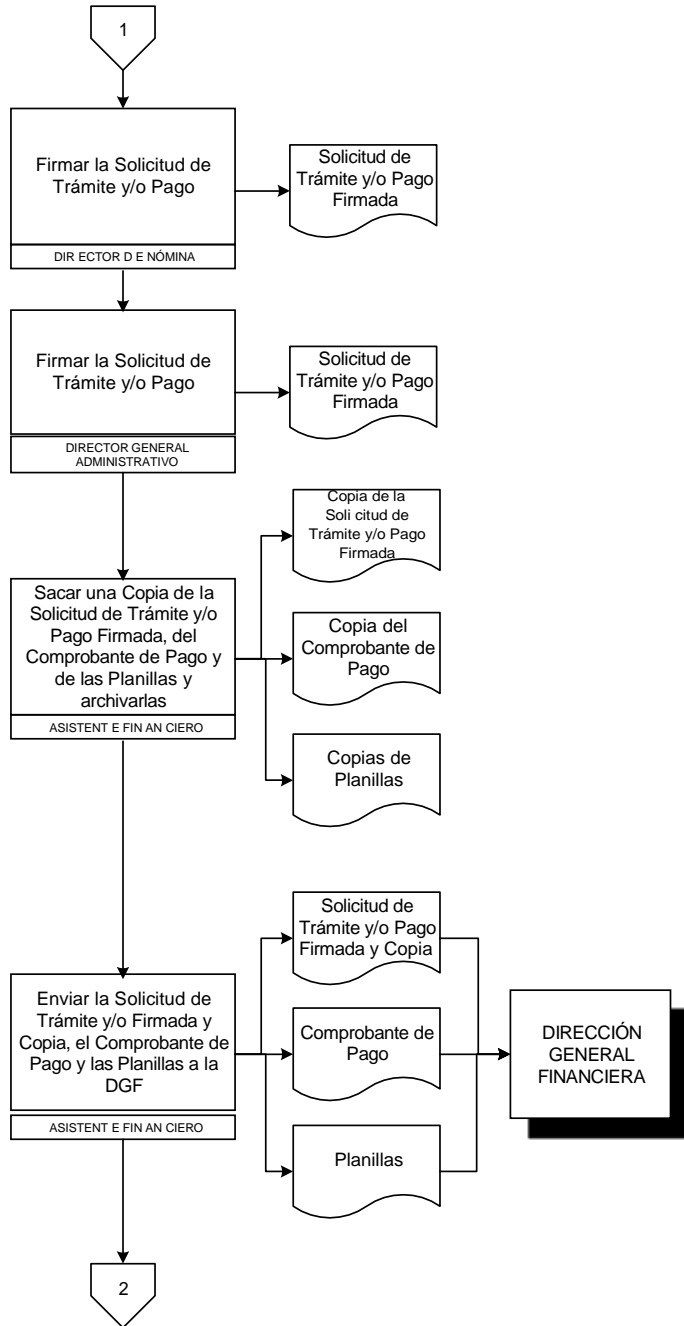 1
Firmar la Solicitud de
Trámite y/o Pago
DIR ECTOR D E NÓMINA
Solicitud de
Trámite y/o Pago
Firmada
Firmar la Solicitud de
Trámite y/o Pago
DIRECTOR GENERAL
ADMINISTRATIVO
Solicitud de
Trámite y/o Pago
Firmada
Sacar una Copia de la
Solicitud de Trámite y/o
Pago Firmada, del
Comprobante de Pago y
de las Planillas y
archivarlas
ASISTENT E FIN AN CIERO
Copia de la
Soli citud de
Trámite y/o Pago
Firmada
Copia del
Comprobante de
Pago
Copias de
Planillas
Enviar la Solicitud de
Trámite y/o Firmada y
Copia, el Comprobante de
Pago y las Planillas a la
DGF
ASISTENT E FIN AN CIERO
Solicitud de
Trámite y/o Pago
Firmada y Copia
Comprobante de
Pago
Planillas
DIRECCIÓN
GENERAL
FINANCIERA
2